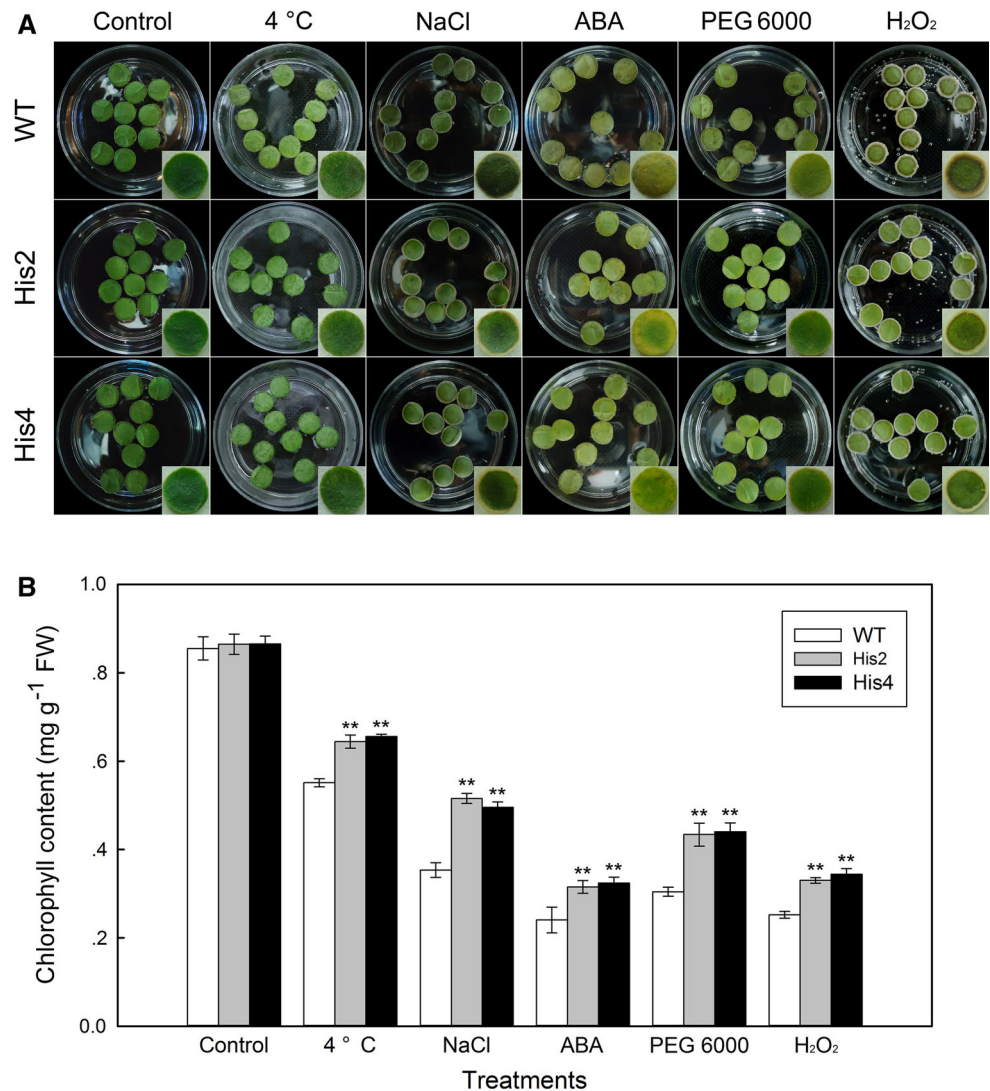 A
Control 4 °C NaCl ABA PEG 6000 H₂O₂
WT
His2
His4
B
Chlorophyll content (mg g⁻¹ FW)
1.0
.8
.6
.4
.2
0.0
WT
His2
His4
** **
** **
** **
** **
** **
Control 4 ° C NaCl ABA PEG 6000 H₂O₂
Treatments